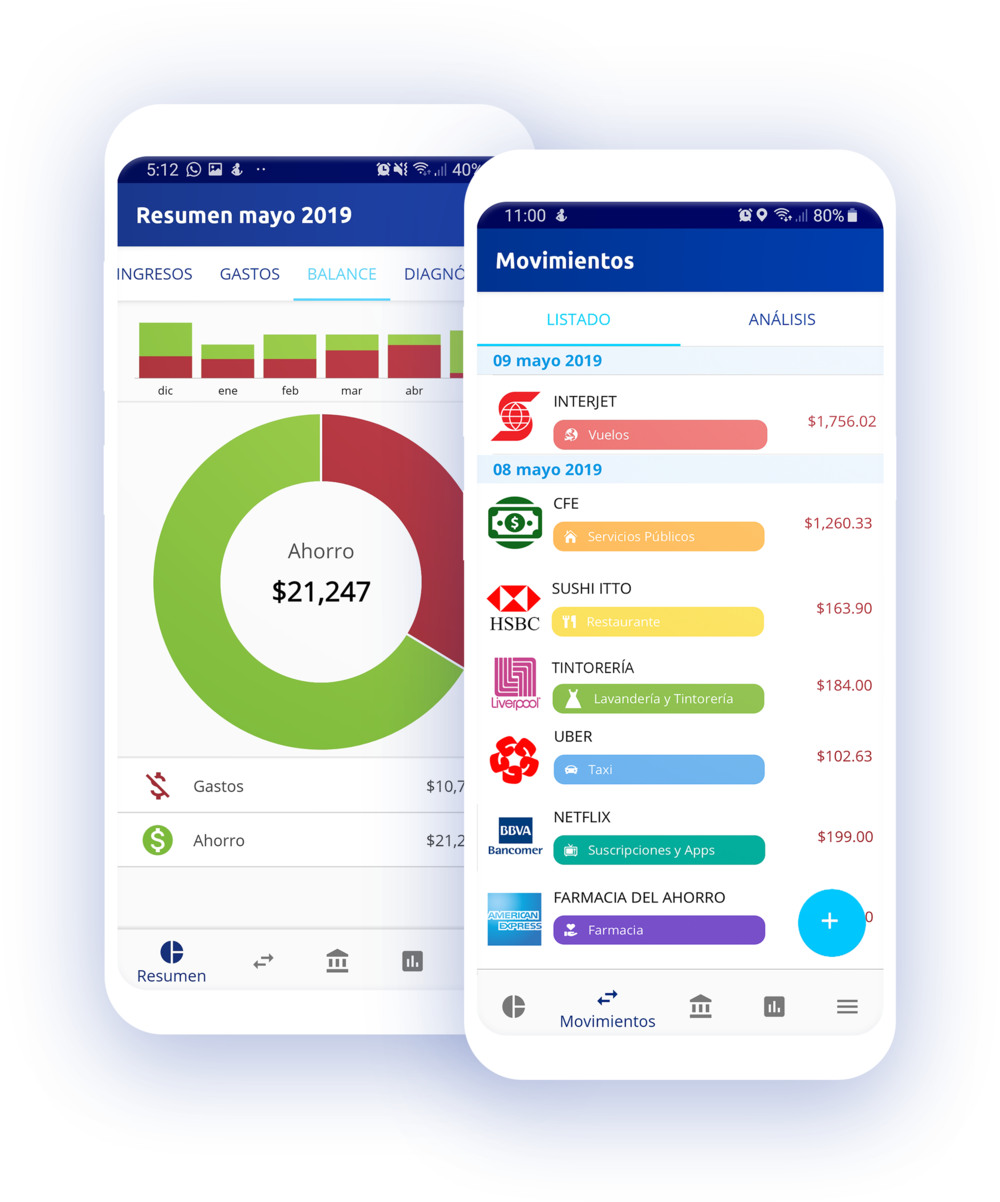 5:12
40%
Resumen mayo 2019
INGRESOS GASTOS BALANCE DIAGNÓ
dic ene feb mar abr
Ahorro
$21,247
Gastos $10,7
Ahorro $21,2
Resumen
11:00
80%
Movimientos
LISTADO ANÁLISIS
09 mayo 2019
INTERJET
Vuelos
$1,756.02
08 mayo 2019
CFE
$
Servicios Públicos
$1,260.33
SUSHI ITTO
HSBC
Restaurante
$163.90
TINTORERÍA
Liverpool
Lavandería y Tintorería
$184.00
UBER
Taxi
$102.63
NETFLIX
BBVA
Bancomer
Suscripciones y Apps
$199.00
FARMACIA DEL AHORRO
AMERICAN
EXPRESS
Farmacia
+
0
Movimientos